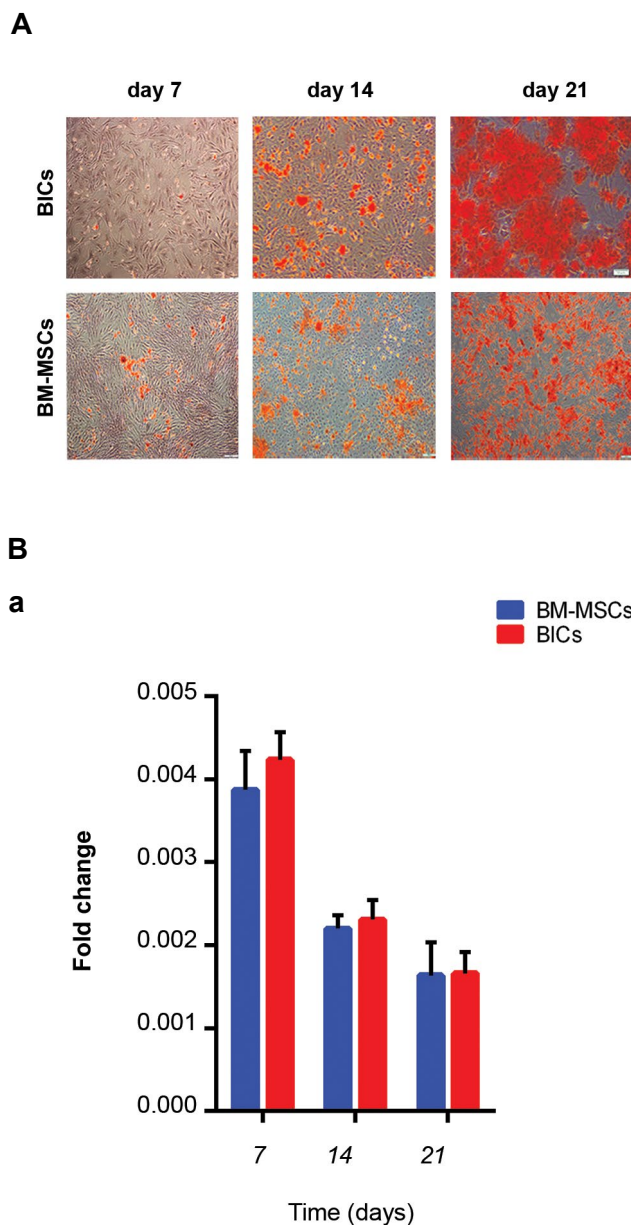 A
day 7 day 14 day 21
BICs
BM-MSCs
B
a
BM-MSCs
BICs
0.005
0.004
0.003
0.002
0.001
0.000
Fold change
7 14 21
Time (days)